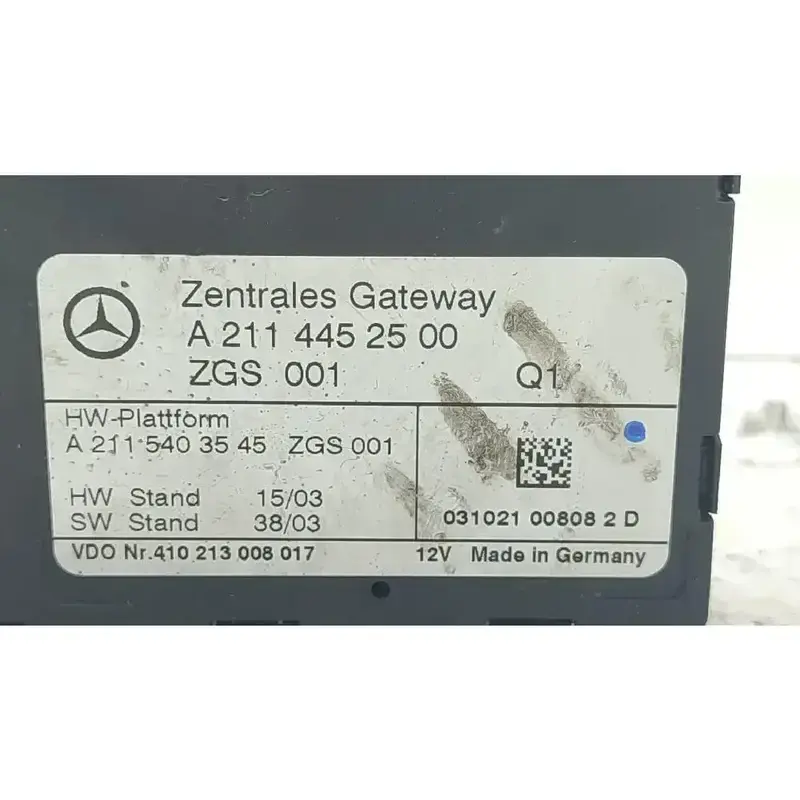 Zentrales Gateway
A 211 445 25 00
ZGS 001 Q1
HW-Plattform
A 211 540 35 45 ZGS 001
HW Stand 15/03
SW Stand 38/03
031021 00808 2 D
VDO Nr.410 213 008 017 12V Made in Germany